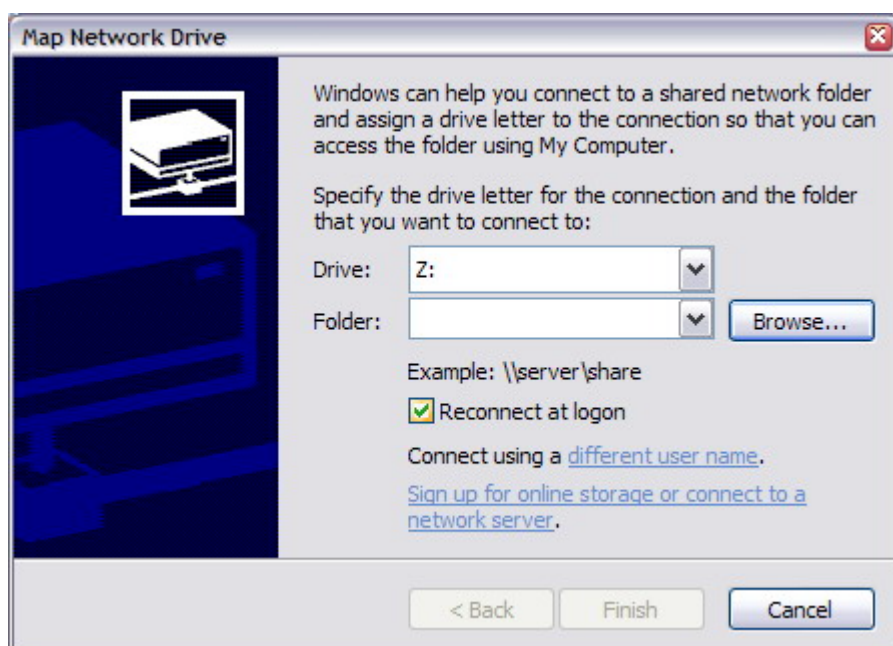 Map Network Drive
Windows can help you connect to a shared network folder
and assign a drive letter to the connection so that you can
access the folder using My Computer.
Specify the drive letter for the connection and the folder
that you want to connect to:
Drive: Z:
Folder: Browse...
Example: \\server\share
Reconnect at logon
Connect using a different user name.
Sign up for online storage or connect to a
network server.
< Back Finish Cancel